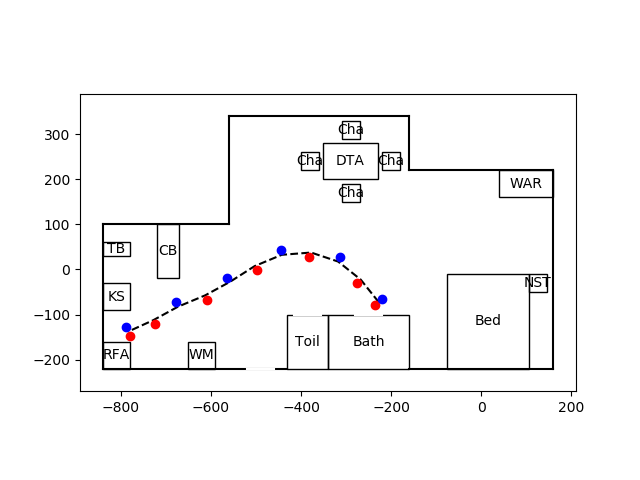 300
200
100
0
−100
−200
−800
−600
−400
−200
0
200
Cha
Cha
DTA
Cha
Cha
WAR
TB
CB
KS
NST
Bed
RFA
WM
Toil
Bath